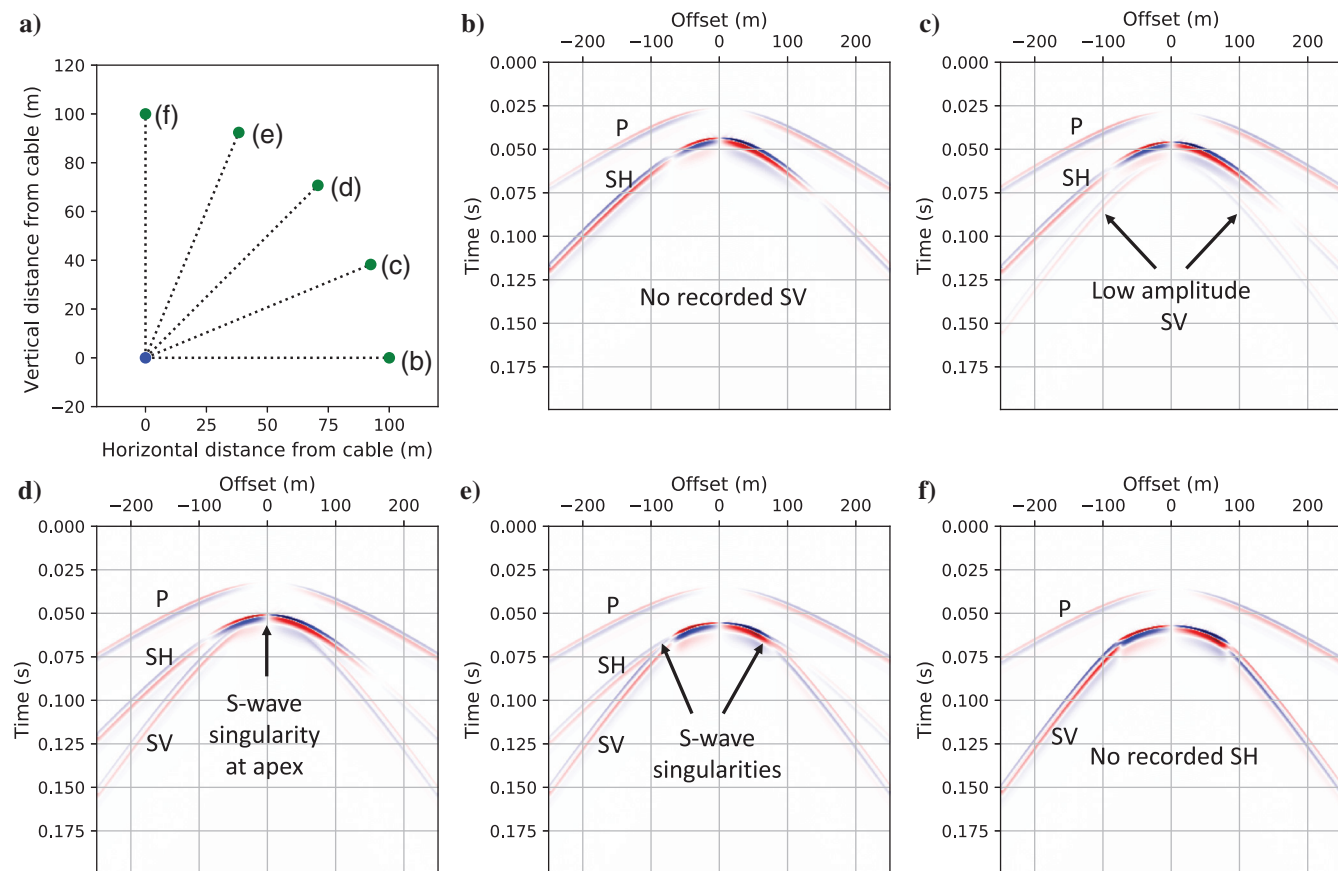 a)
120
100
80
60
40
20
0
−20
Vertical distance from cable (m)
(f)
(e)
(d)
(c)
(b)
0 25 50 75 100
Horizontal distance from cable (m)
b)
Offset (m)
−200 −100 0 100 200
0.000
0.025
0.050
0.075
0.100
0.125
0.150
0.175
Time (s)
P
SH
No recorded SV
c)
Offset (m)
−200 −100 0 100 200
0.000
0.025
0.050
0.075
0.100
0.125
0.150
0.175
Time (s)
P
SH
Low amplitude
SV
d)
Offset (m)
−200 −100 0 100 200
0.000
0.025
0.050
0.075
0.100
0.125
0.150
0.175
Time (s)
P
SH
SV
S-wave
singularity
at apex
e)
Offset (m)
−200 −100 0 100 200
0.000
0.025
0.050
0.075
0.100
0.125
0.150
0.175
Time (s)
P
SH
SV
S-wave
singularities
f)
Offset (m)
−200 −100 0 100 200
0.000
0.025
0.050
0.075
0.100
0.125
0.150
0.175
Time (s)
P
SV
No recorded SH